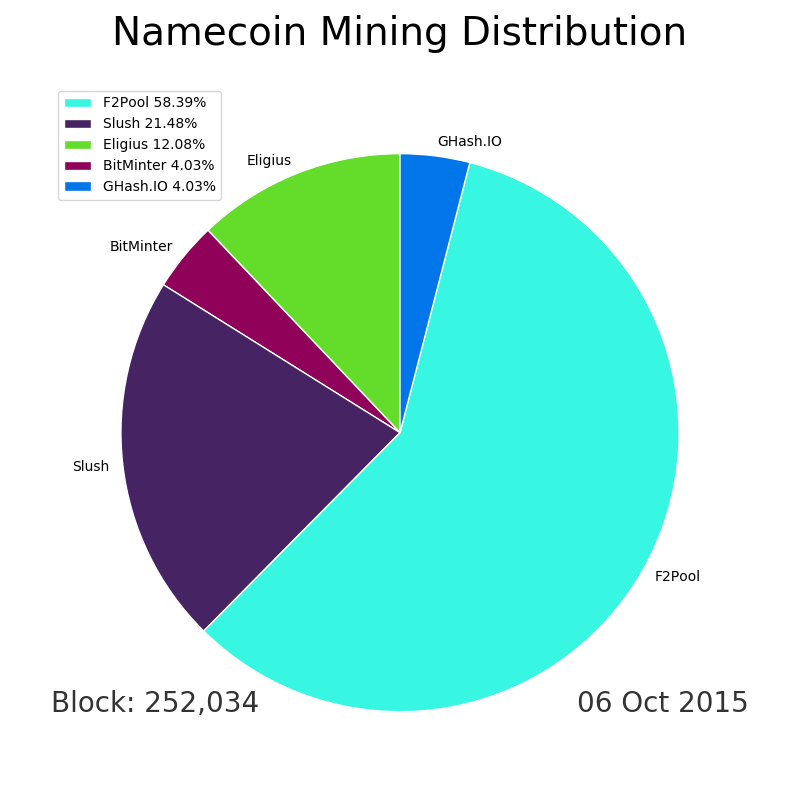 Namecoin Mining Distribution
F2Pool 58.39%
Slush 21.48%
Eligius 12.08%
BitMinter 4.03%
GHash.IO 4.03%
GHash.IO
Eligius
BitMinter
Slush
F2Pool
Block: 252,034
06 Oct 2015